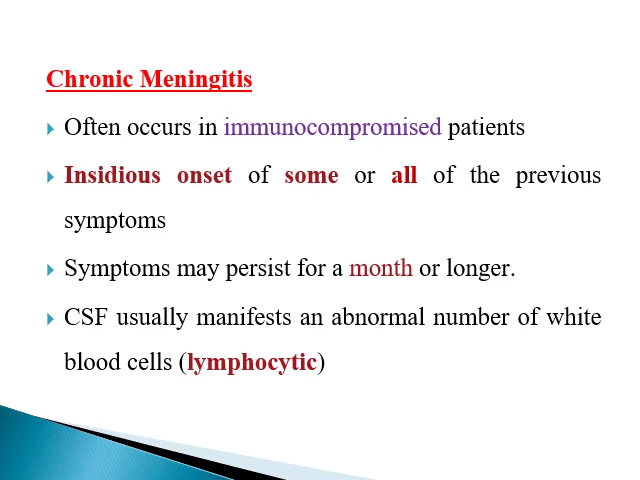 Chronic Meningitis
Often occurs in immunocompromised patients
Insidious onset of some or all of the previous
symptoms
Symptoms may persist for a month or longer.
CSF usually manifests an abnormal number of white
blood cells (lymphocytic)